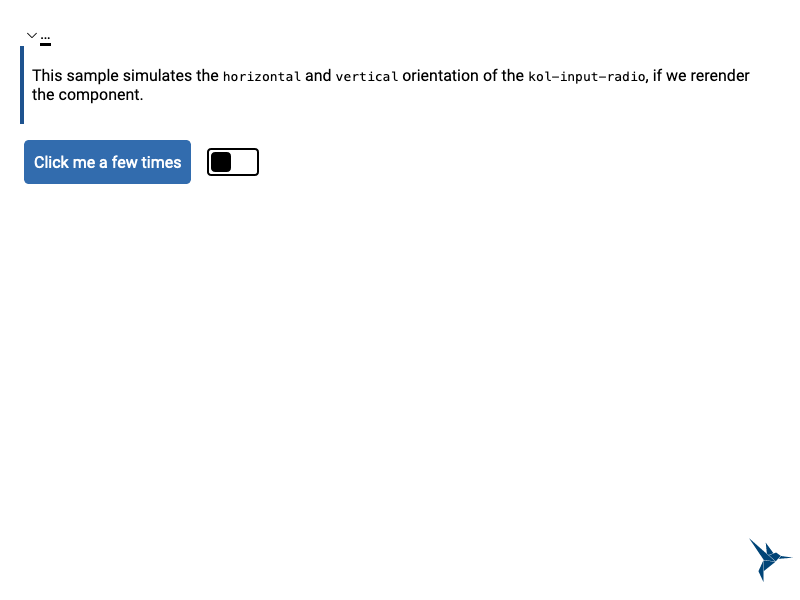 ...
This sample simulates the horizontal and vertical orientation of the kol-input-radio, if we rerender
the component.
Click me a few times